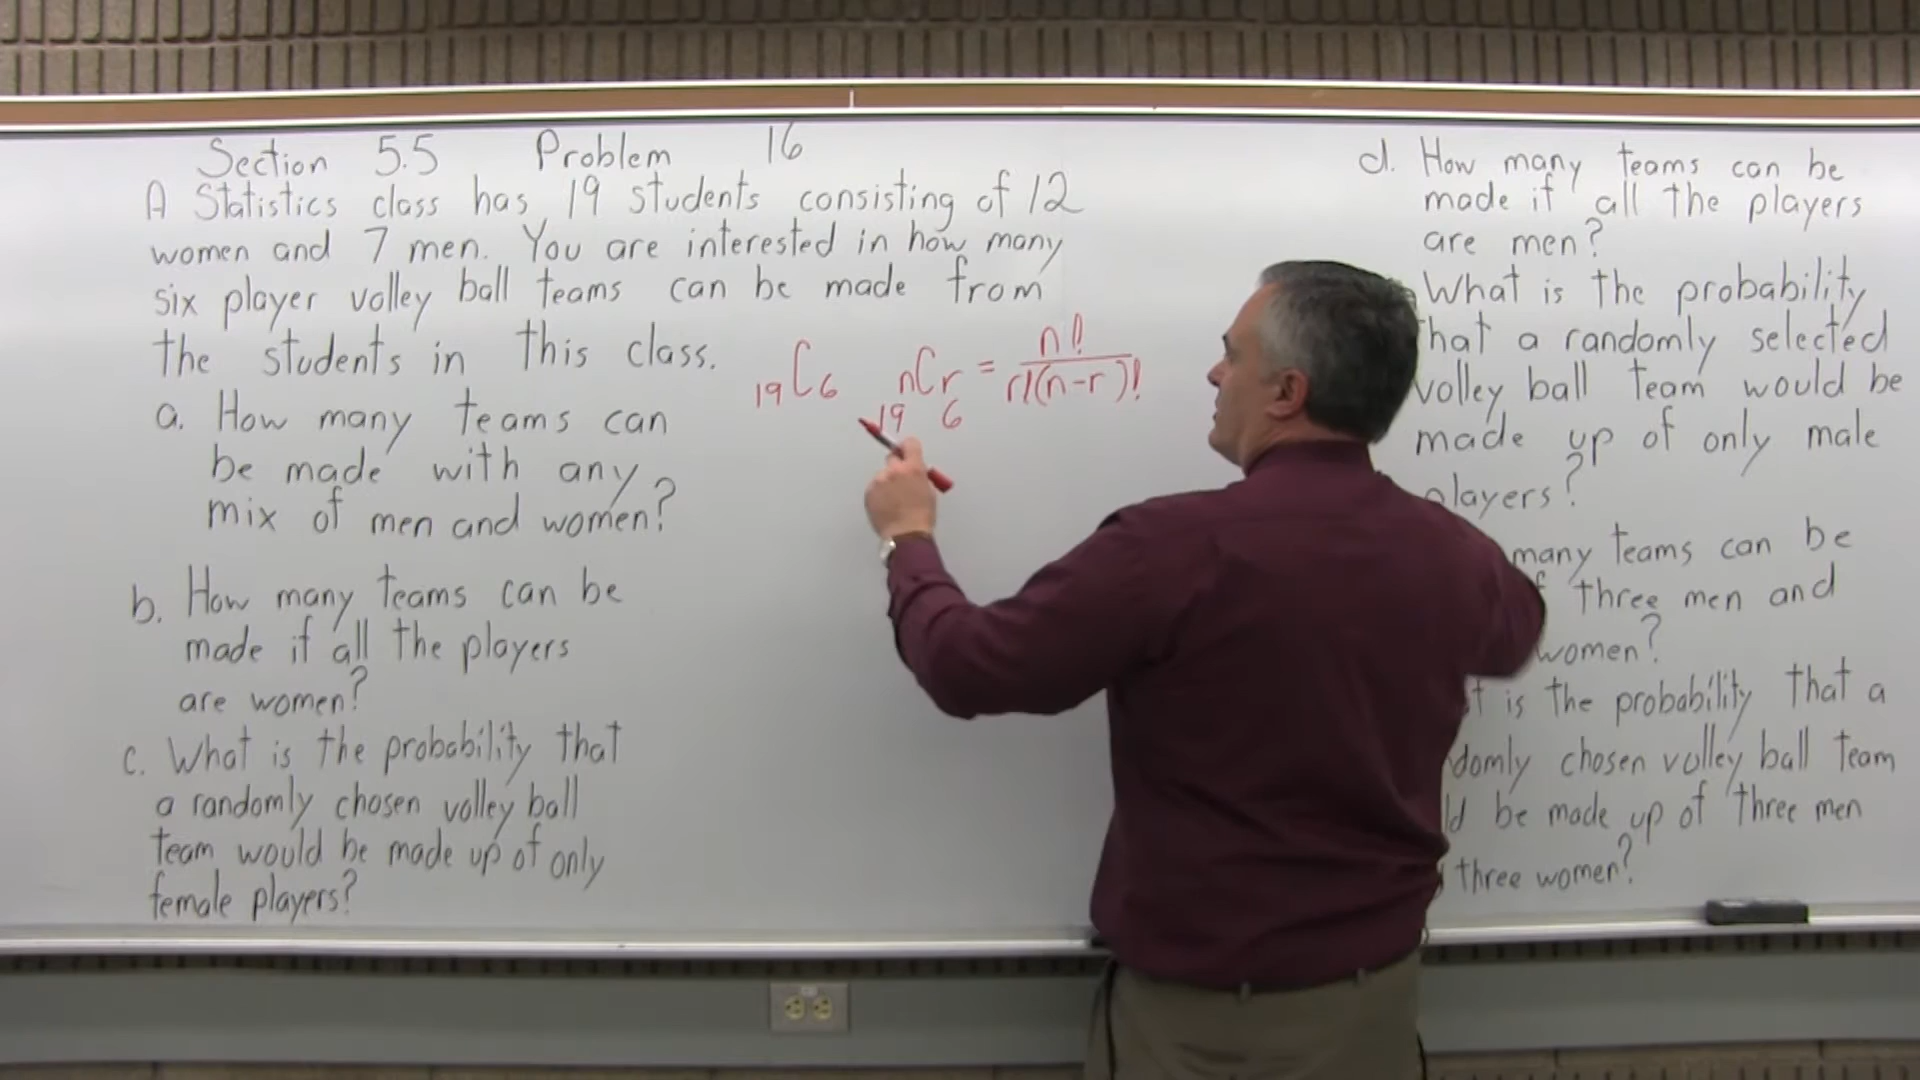 Section 5.5 Problem 16
A Statistics class has 19 students consisting of 12
women and 7 men. You are interested in how many
six player volley ball teams can be made from
the students in this class.
a. How many teams can
be made with any
mix of men and women?
b. How many teams can be
made if all the players
are women?
c. What is the probability that
a randomly chosen volley ball
team would be made up of only
female players?
19C6 nCr = n!
r!(n-r)!
19 6
d. How many teams can be
made if all the players
are men?
What is the probability
that a randomly selected
volley ball team would be
made up of only male
players?
many teams can be
three men and
women?
is the probability that a
chosen volley ball team
be made up of three men
three women?